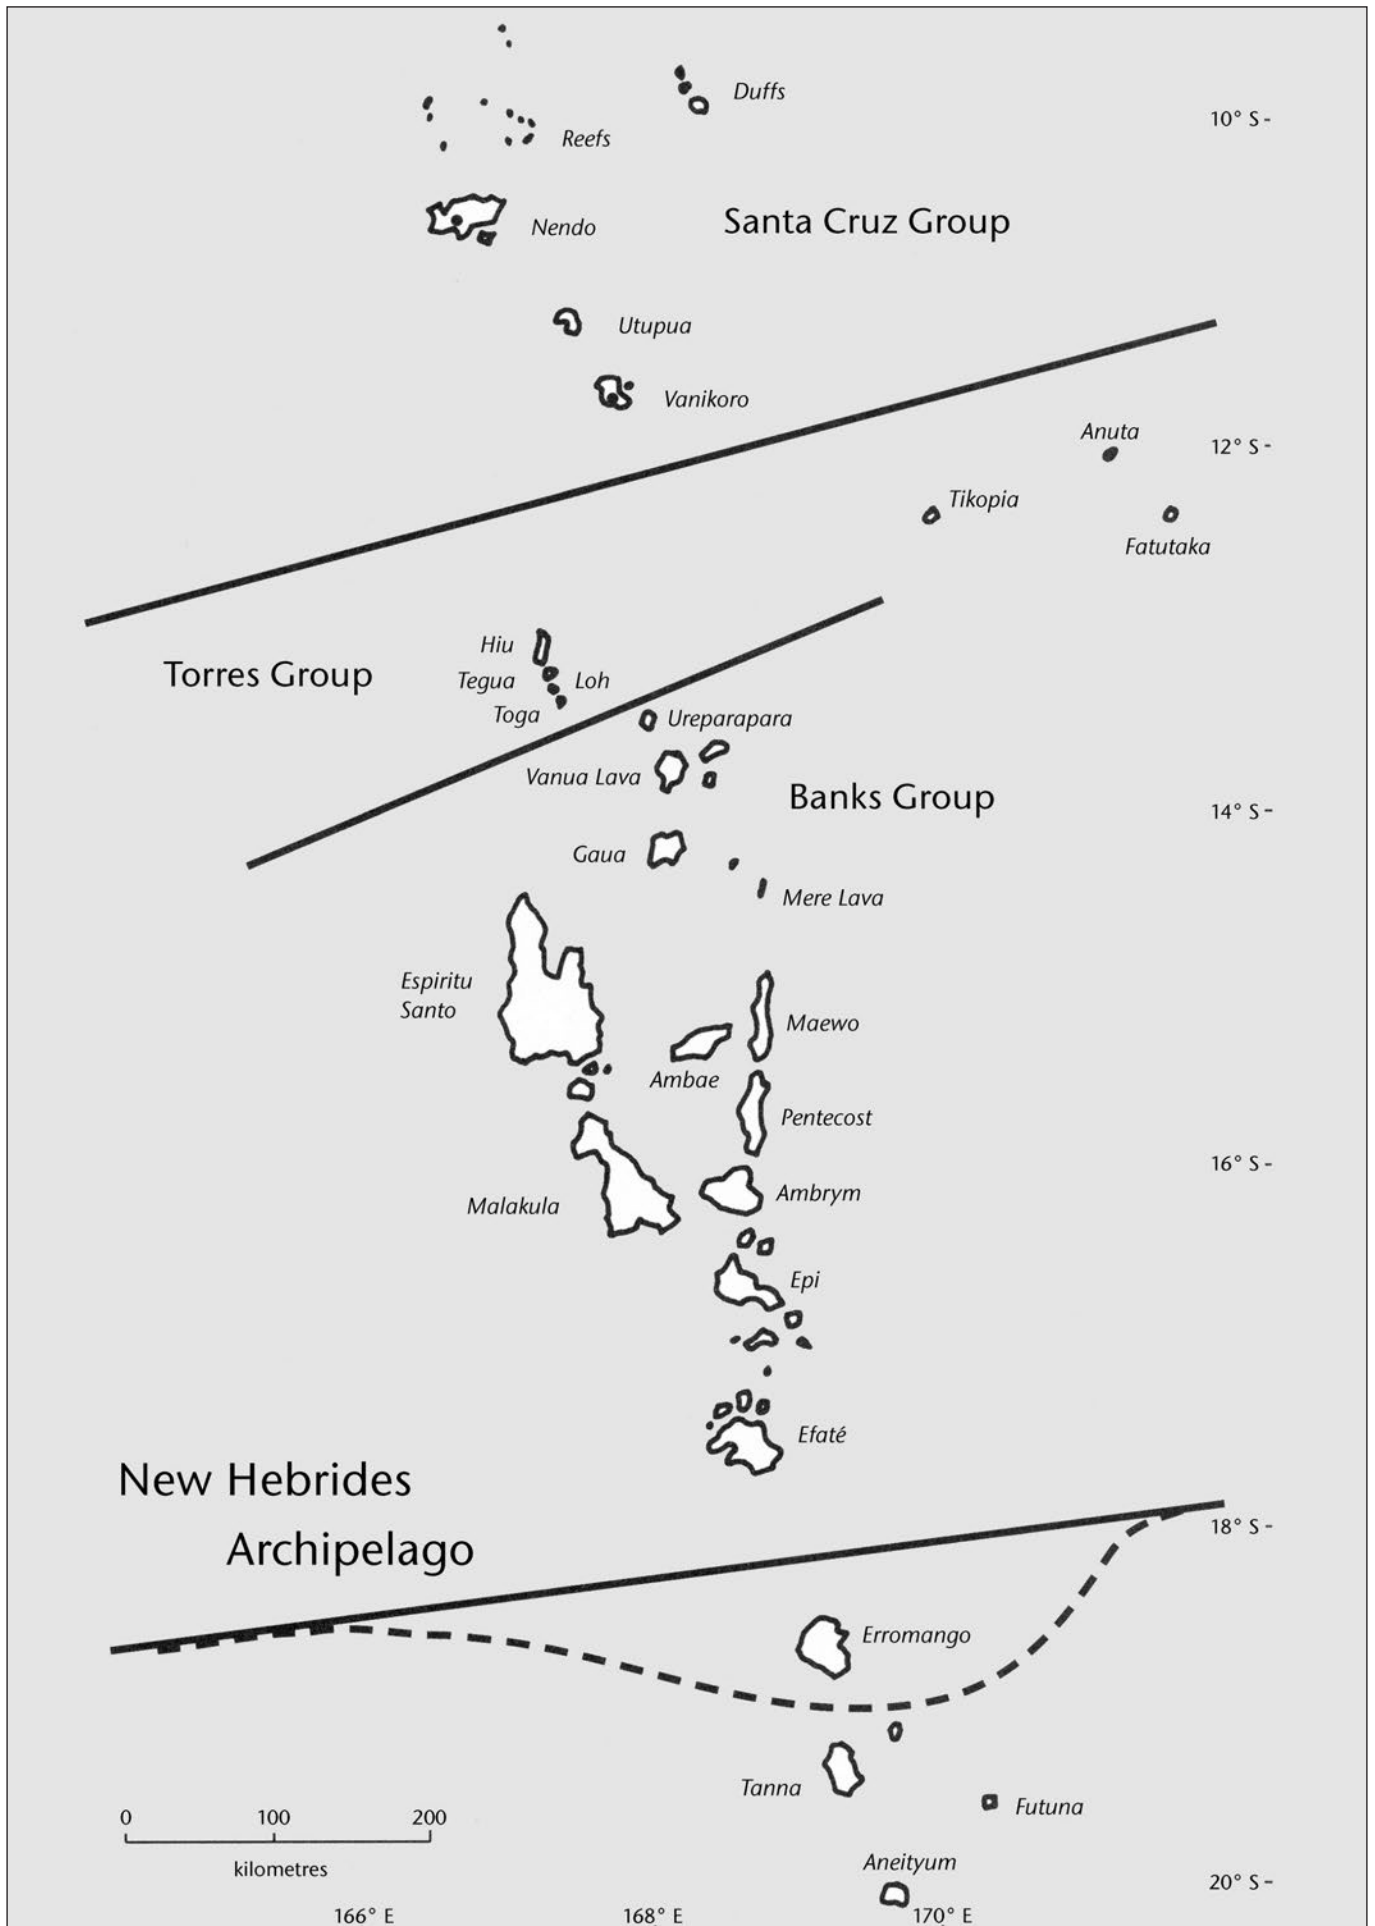 Duffs
10° S
Reefs
Santa Cruz Group
Nendo
Utupua
Vanikoro
Anuta
12° S
Tikopia
Fatutaka
Hiu
Torres Group
Tegua
Loh
Toga
Ureparapara
Vanua Lava
Banks Group
14° S
Gaua
Mere Lava
Espiritu
Santo
Maewo
Ambae
Pentecost
16° S
Ambrym
Malakula
Epi
Efaté
New Hebrides
Archipelago
18° S
Erromango
Tanna
Futuna
0 100 200
kilometres
Aneityum
20° S
166° E 168° E 170° E